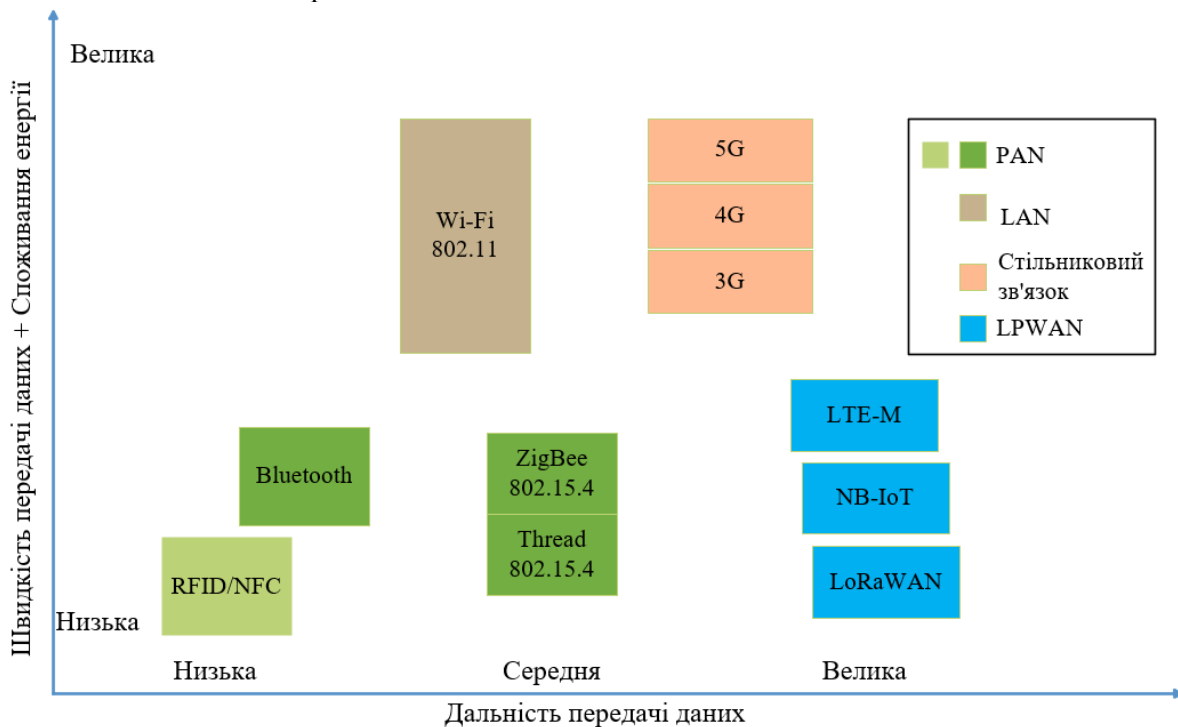 Швидкість передачі даних + Споживання енергії
Велика
Wi-Fi
802.11
5G
4G
3G
PAN
LAN
Стільниковий
зв'язок
LPWAN
Bluetooth
RFID/NFC
ZigBee
802.15.4
Thread
802.15.4
LTE-M
NB-IoT
LoRaWAN
Низька
Низька
Середня
Велика
Дальність передачі даних